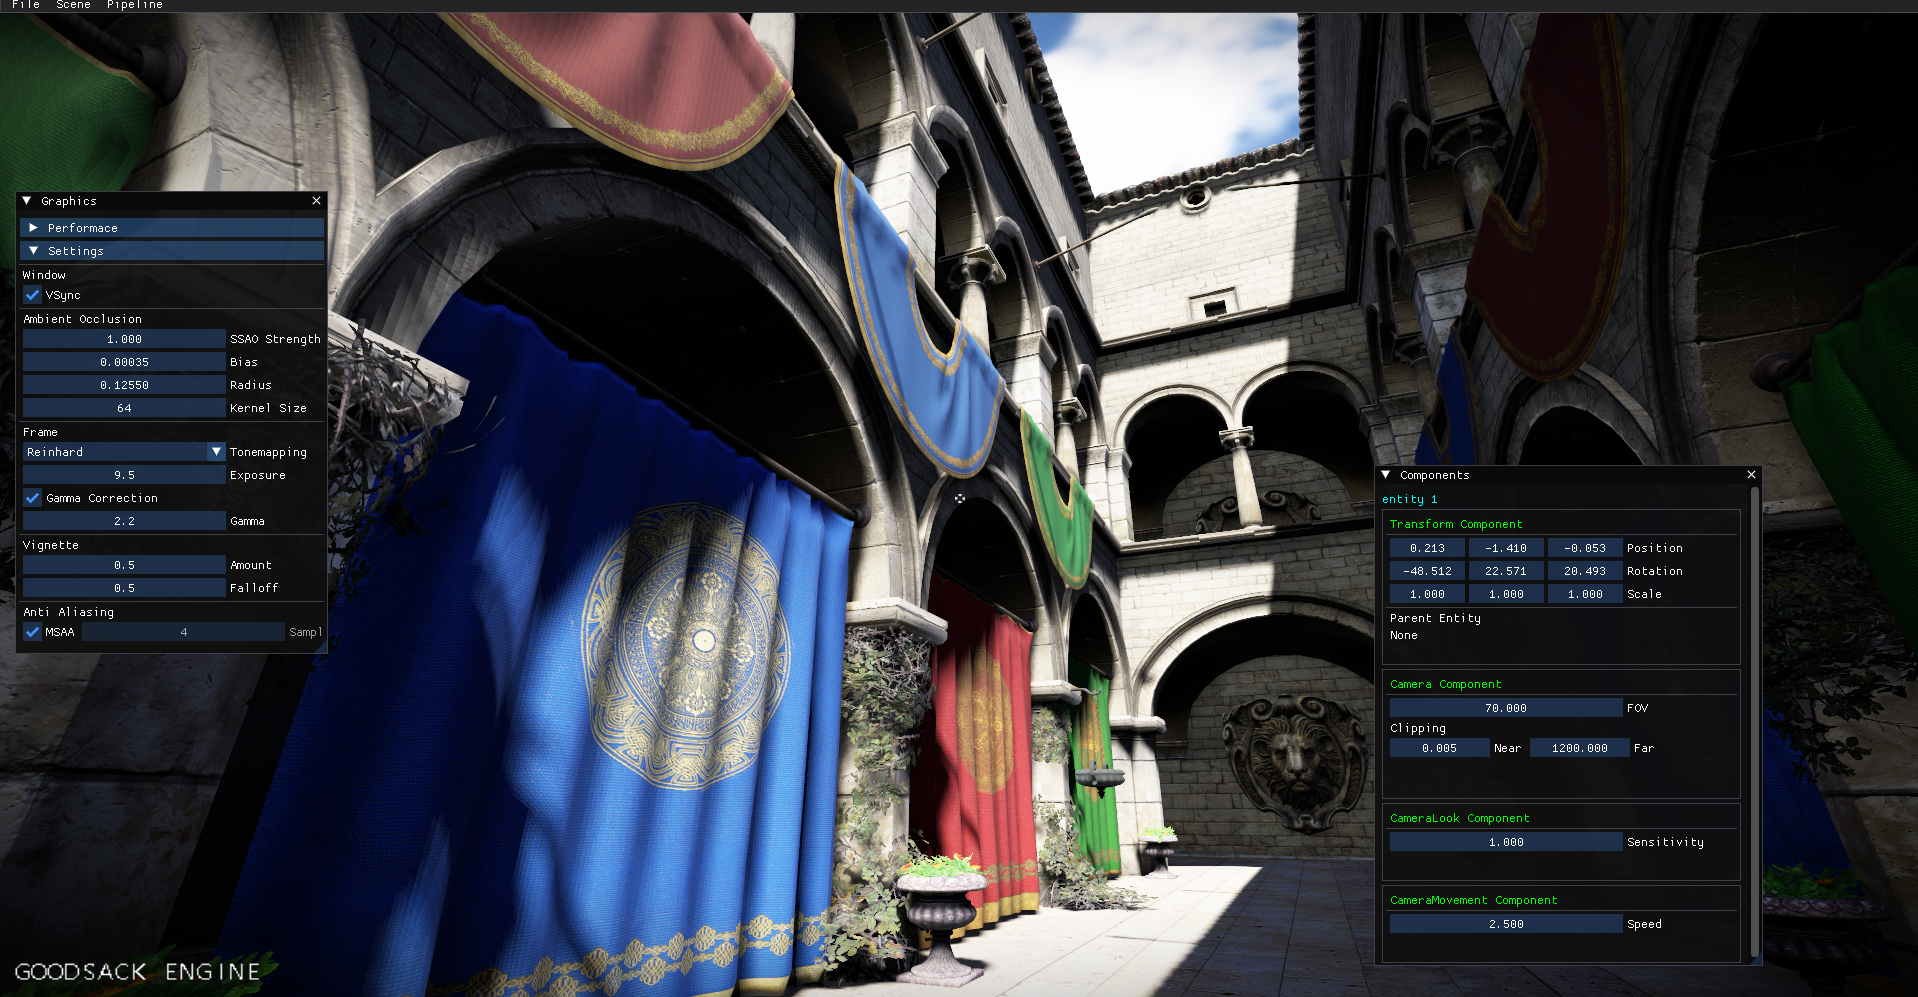 File Scene Pipeline
Graphics
Performace
Settings
Window
VSync
Ambient Occlusion
1.000 SSAO Strength
0.00035 Bias
0.12550 Radius
64 Kernel Size
Frame
Reinhard Tonemapping
9.5 Exposure
Gamma Correction
2.2 Gamma
Vignette
0.5 Amount
0.5 Falloff
Anti Aliasing
MSAA 4 Sampl
Components
entity 1
Transform Component
0.213 -1.410 -0.053 Position
-48.512 22.571 20.493 Rotation
1.000 1.000 1.000 Scale
Parent Entity
None
Camera Component
70.000 FOV
Clipping
0.005 Near 1200.000 Far
CameraLook Component
1.000 Sensitivity
CameraMovement Component
2.500 Speed
GOODSACK ENGINE